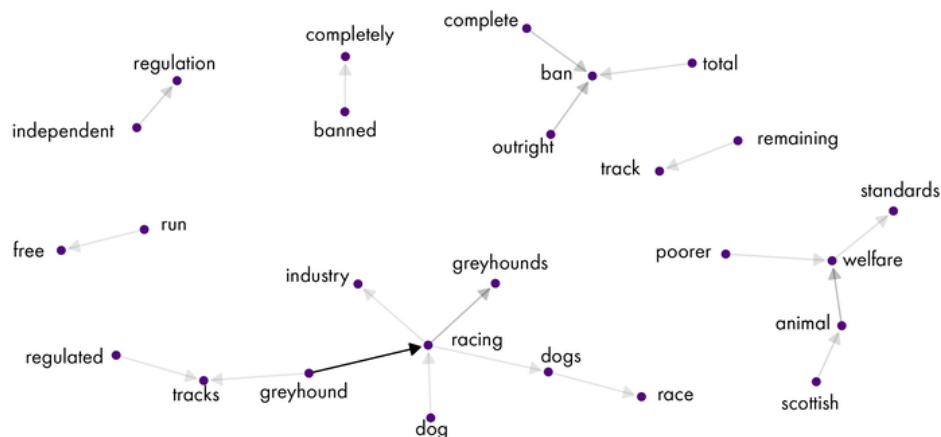 complete
completely
regulation
ban
total
independent
banned
outright
remaining
track
standards
run
free
poorer
welfare
greyhounds
industry
animal
racing
regulated
dogs
tracks
greyhound
race
scottish
dog